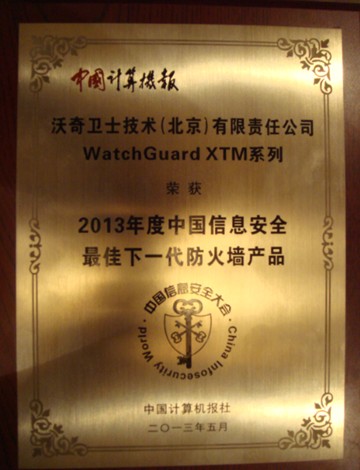 中國计算機報
沃奇卫士技术(北京)有限责任公司
WatchGuard XTM系列
荣获
2013年度中国信息安全
最佳下一代防火墙产品
·中国信息安全大会·
China Infosecurity World
中国计算机报社
二〇一三年五月